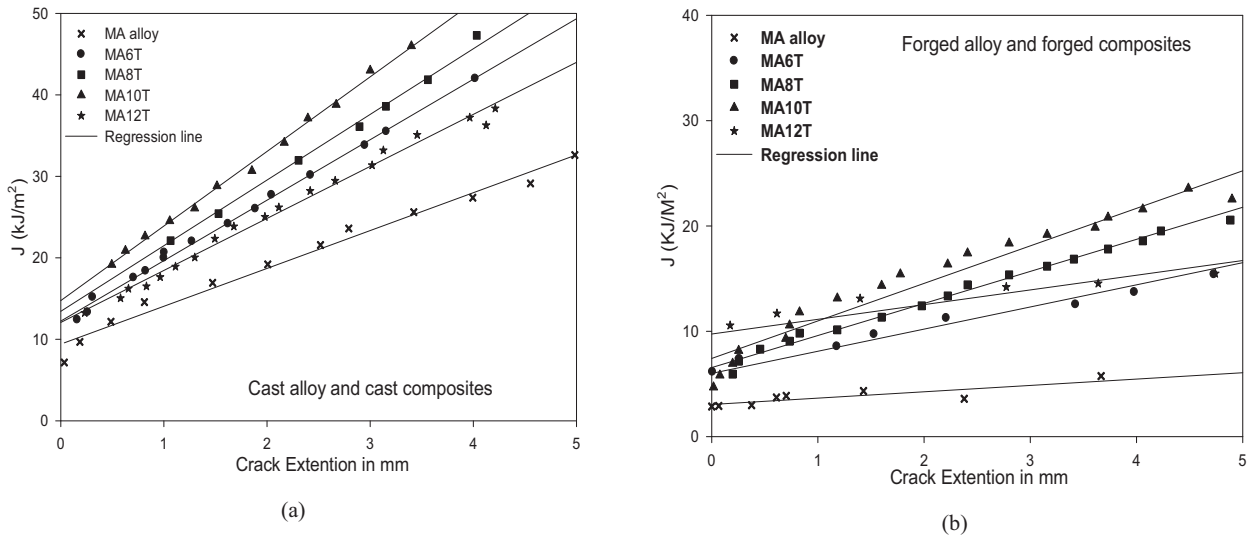 50
40
30
20
10
0
J (kJ/m²)
MA alloy
MA6T
MA8T
MA10T
MA12T
Regression line
Cast alloy and cast composites
0 1 2 3 4 5
Crack Extention in mm
(a)
40
30
20
10
0
J (KJ/M²)
Forged alloy and forged composites
MA alloy
MA6T
MA8T
MA10T
MA12T
Regression line
0 1 2 3 4 5
Crack Extention in mm
(b)